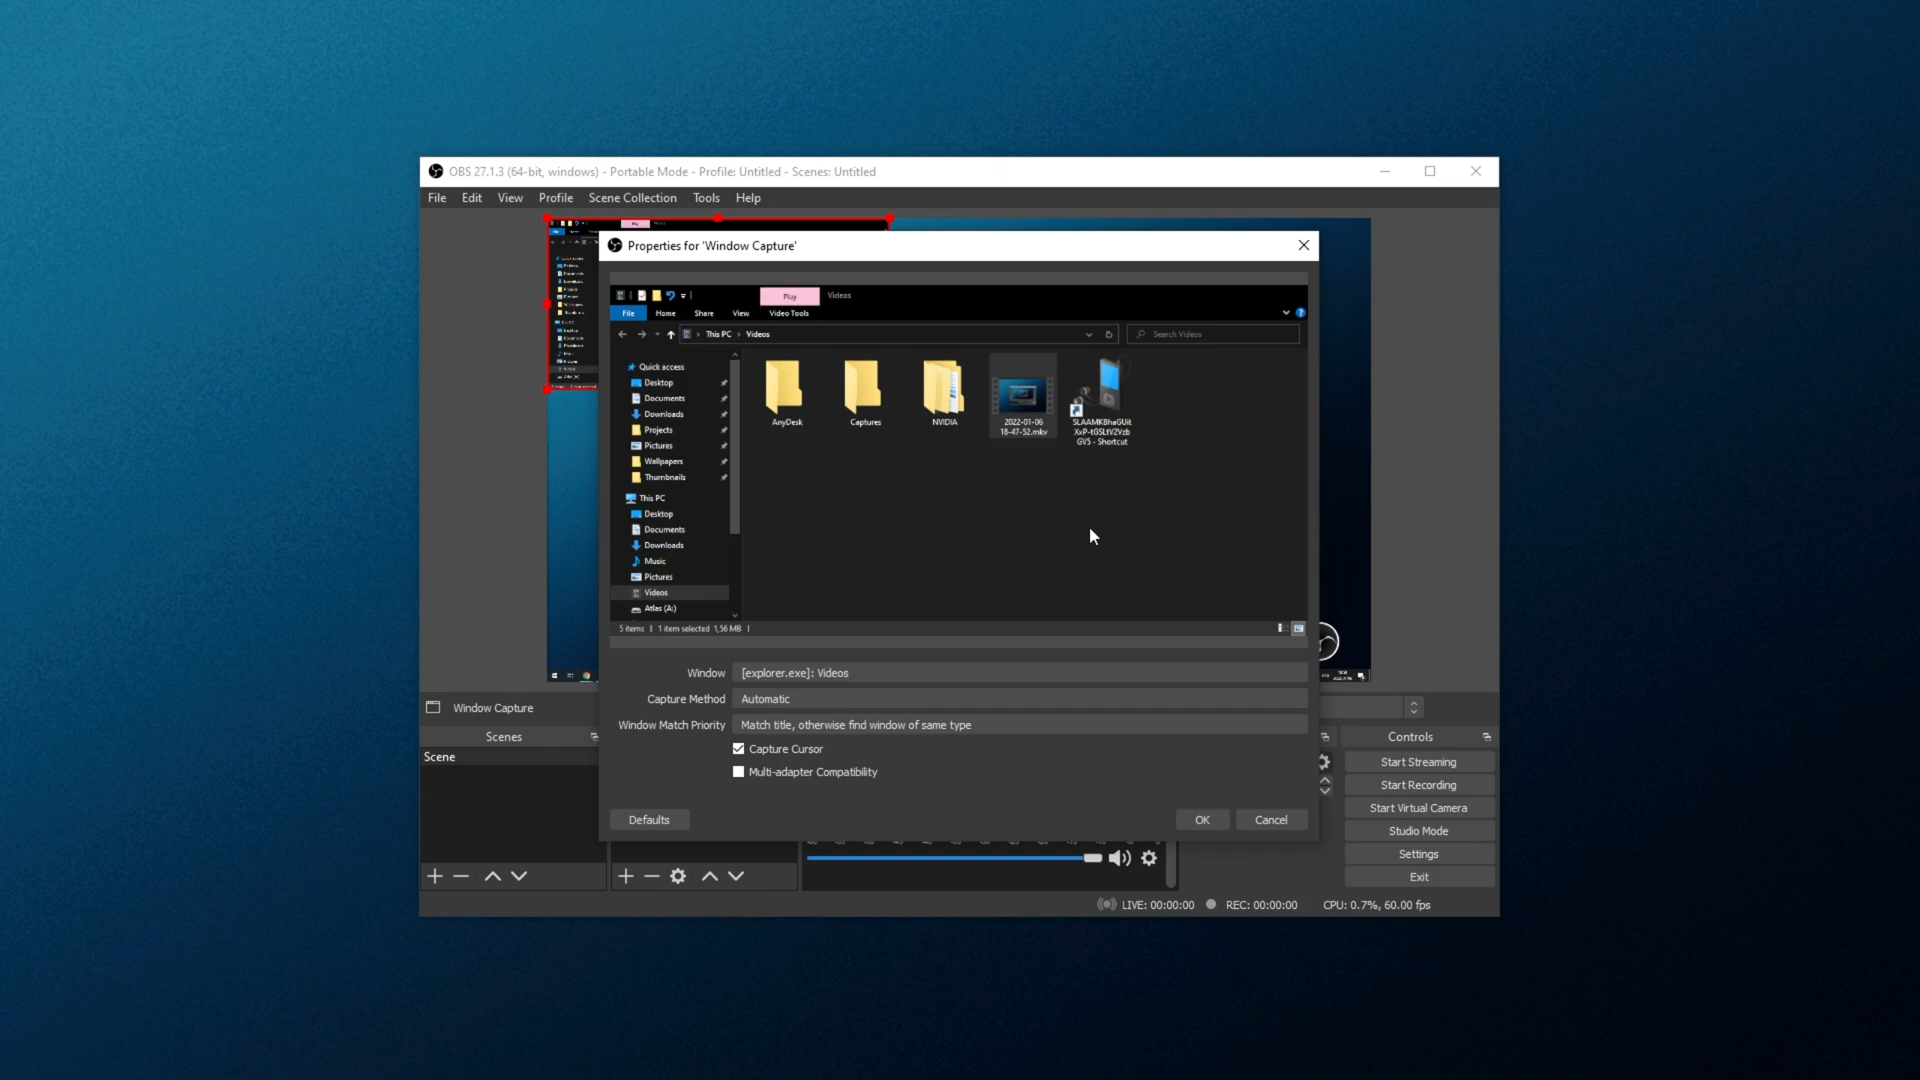 OBS 27.1.3 (64-bit, windows) - Portable Mode - Profile: Untitled - Scenes: Untitled
File Edit View Profile Scene Collection Tools Help
Properties for 'Window Capture'
Play Videos
File Home Share View Video Tools
This PC › Videos
Search Videos
Quick access
Desktop
Documents
Downloads
Projects
Pictures
Wallpapers
Thumbnails
This PC
Desktop
Documents
Downloads
Music
Pictures
Videos
Atlas (A:)
AnyDesk
Captures
NVIDIA
2022-01-06
18-47-52.mkv
GV5 - Shortcut
5 items | 1 item selected 1,56 MB |
Window [explorer.exe]: Videos
Capture Method Automatic
Window Match Priority Match title, otherwise find window of same type
Capture Cursor
Multi-adapter Compatibility
Defaults OK Cancel
Window Capture
Scenes
Scene
Controls
Start Streaming
Start Recording
Start Virtual Camera
Studio Mode
Settings
Exit
LIVE: 00:00:00 REC: 00:00:00 CPU: 0.7%, 60.00 fps